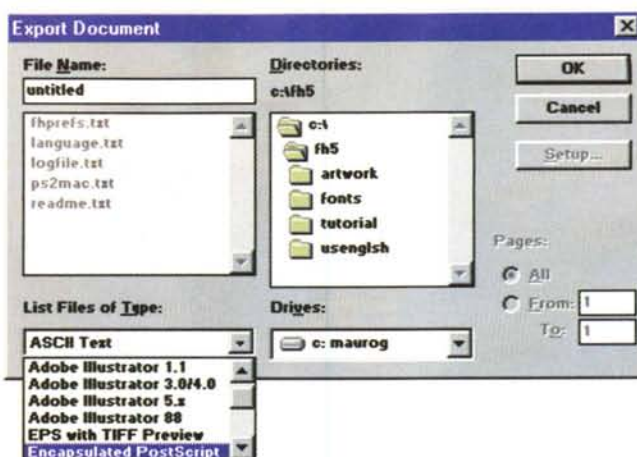 Export Document
File Name:
untitled
fhprefs.txt
language.txt
logfile.txt
ps2mac.txt
readme.txt
List Files of Type:
ASCII Text
Adobe Illustrator 1.1
Adobe Illustrator 3.0/4.0
Adobe Illustrator 5.x
Adobe Illustrator 88
EPS with TIFF Preview
Encapsulated PostScript
Directories:
c:\fh5
c:\
fh5
artwork
fonts
tutorial
usenglsh
Drives:
c: maurog
OK
Cancel
Setup...
Pages:
All
From: 1
To: 1